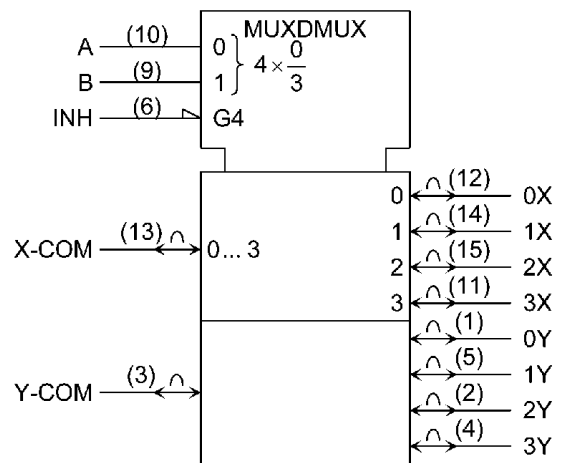 MUXDMUX
A (10) 0 } 4 × 0/3
B (9) 1
INH (6) G4
0 ∩ (12) 0X
1 ∩ (14) 1X
X-COM (13) ∩ 0... 3
2 ∩ (15) 2X
3 ∩ (11) 3X
∩ (1) 0Y
∩ (5) 1Y
Y-COM (3) ∩
∩ (2) 2Y
∩ (4) 3Y